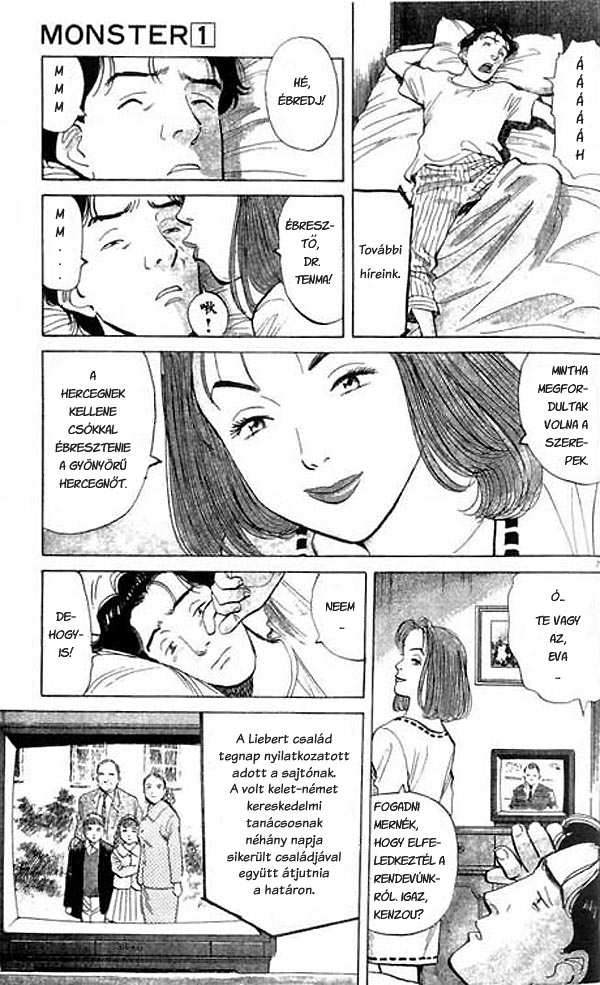 MONSTER 1
Á
Á
Á
Á
Á
H
További
híreink.
HÉ,
ÉBREDJ!
M
M
M
ÉBRESZ-
TŐ,
DR.
TENMA!
啾!
M
M
.
.
.
MINTHA
MEGFOR-
DULTAK
VOLNA A
SZERE-
PEK.
A
HERCEGNEK
KELLENE
CSÓKKAL
ÉBRESZTENIE
A GYÖNYÖRŰ
HERCEGNŐT.
Ó..
TE VAGY
AZ,
EVA
..
NEEM
..
DE-
HOGY-
IS!
FOGADNI
MERNÉK,
HOGY ELFE-
LEDKEZTÉL A
RENDEVÚNK-
RÓL. IGAZ,
KENZOU?
A Liebert család
tegnap nyilatkozatott
adott a sajtónak.
A volt kelet-német
kereskedelmi
tanácsosnak
néhány napja
sikerült családjával
együtt átjutnia
a határon.